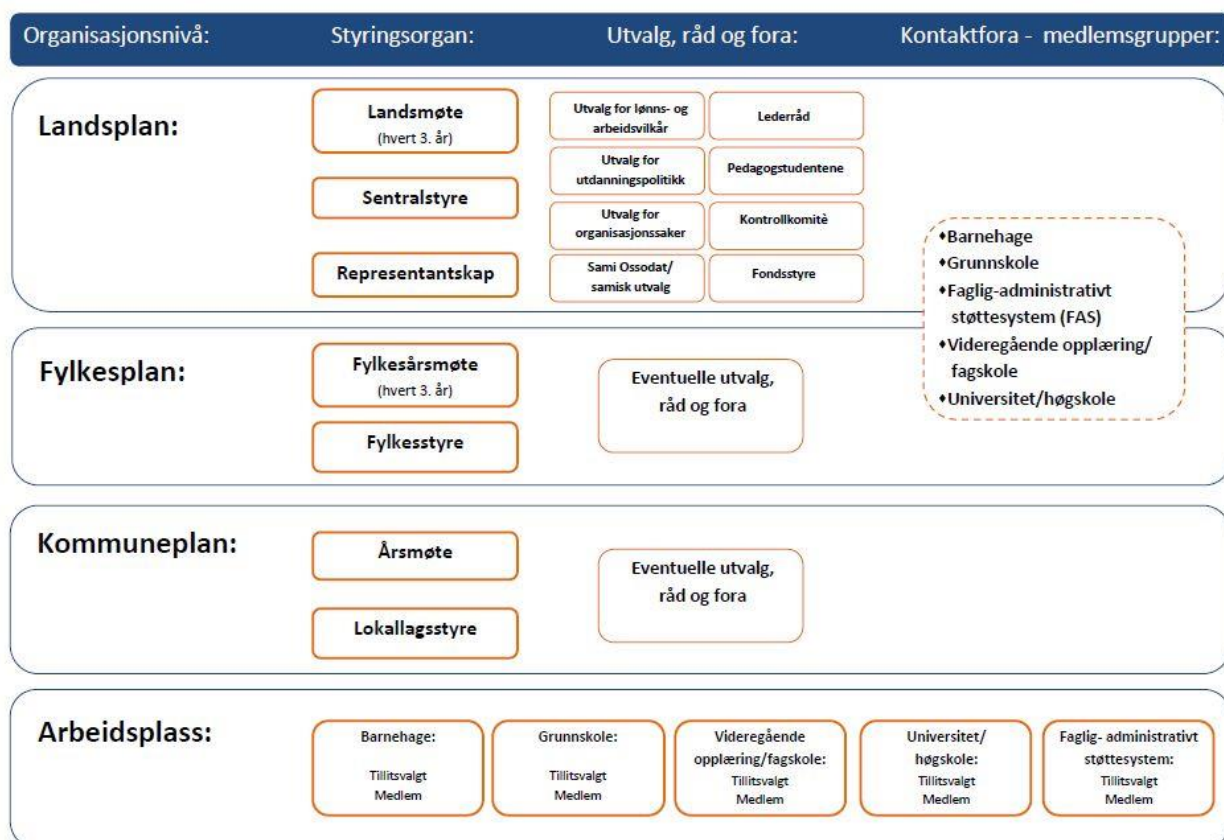 Organisasjonsnivå:
Styringsorgan:
Utvalg, råd og fora:
Kontaktfora - medlemsgrupper:
Landsplan:
Landsmøte
(hvert 3. år)
Sentralstyre
Representantskap
Utvalg for lønns- og
arbeidsvilkår
Lederråd
Utvalg for
utdanningspolitikk
Pedagogstudentene
Utvalg for
organisasjonssaker
Kontrollkomitè
Sami Ossodat/
samisk utvalg
Fondsstyre
♦Barnehage
♦Grunnskole
♦Faglig-administrativt
støttesystem (FAS)
♦Videregående opplæring/
fagskole
♦Universitet/høgskole
Fylkesplan:
Fylkesårsmøte
(hvert 3. år)
Fylkesstyre
Eventuelle utvalg,
råd og fora
Kommuneplan:
Årsmøte
Lokallagsstyre
Eventuelle utvalg,
råd og fora
Arbeidsplass:
Barnehage:
Tillitsvalgt
Medlem
Grunnskole:
Tillitsvalgt
Medlem
Videregående
opplæring/fagskole:
Tillitsvalgt
Medlem
Universitet/
høgskole:
Tillitsvalgt
Medlem
Faglig- administrativt
støttesystem:
Tillitsvalgt
Medlem